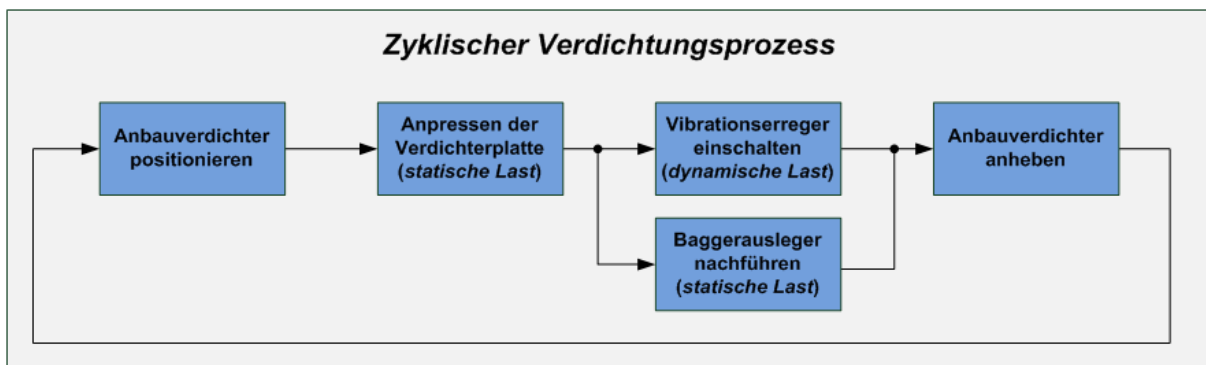 Zyklischer Verdichtungsprozess
Anbauverdichter
positionieren
Anpressen der
Verdichterplatte
(statische Last)
Vibrationserreger
einschalten
(dynamische Last)
Baggerausleger
nachführen
(statische Last)
Anbauverdichter
anheben